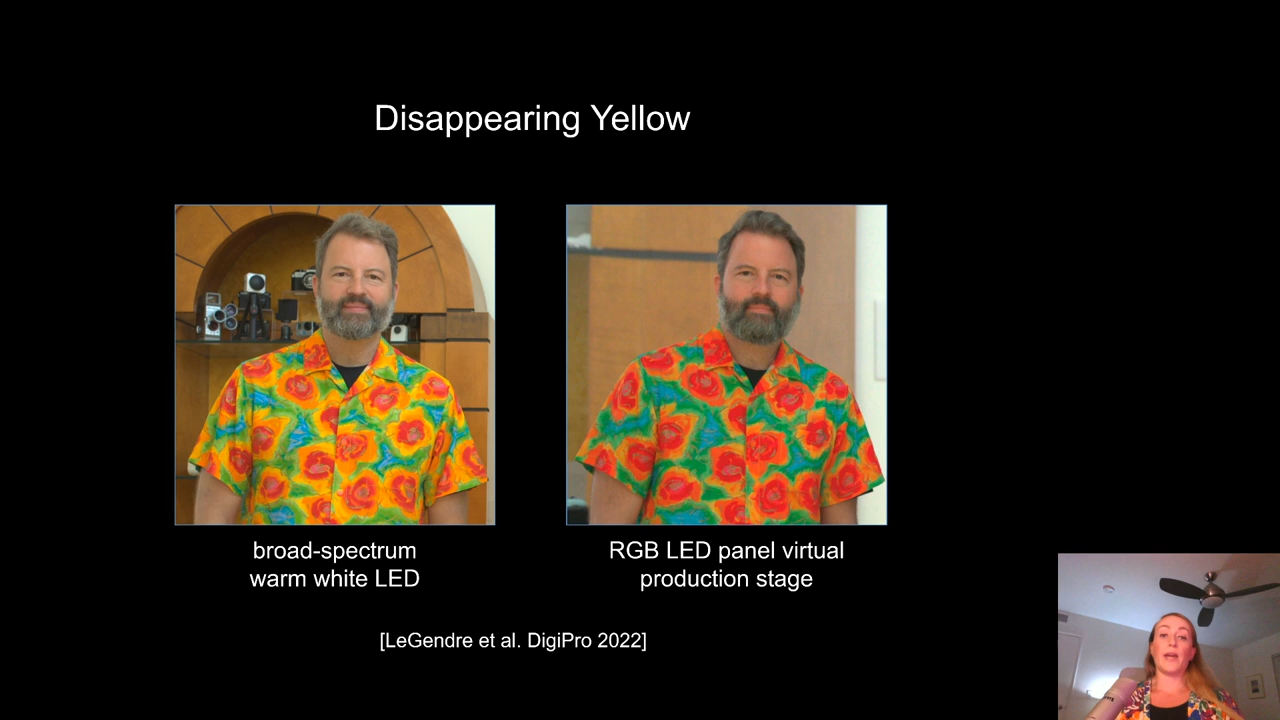 Disappearing Yellow
broad-spectrum
warm white LED
RGB LED panel virtual
production stage
[LeGendre et al. DigiPro 2022]